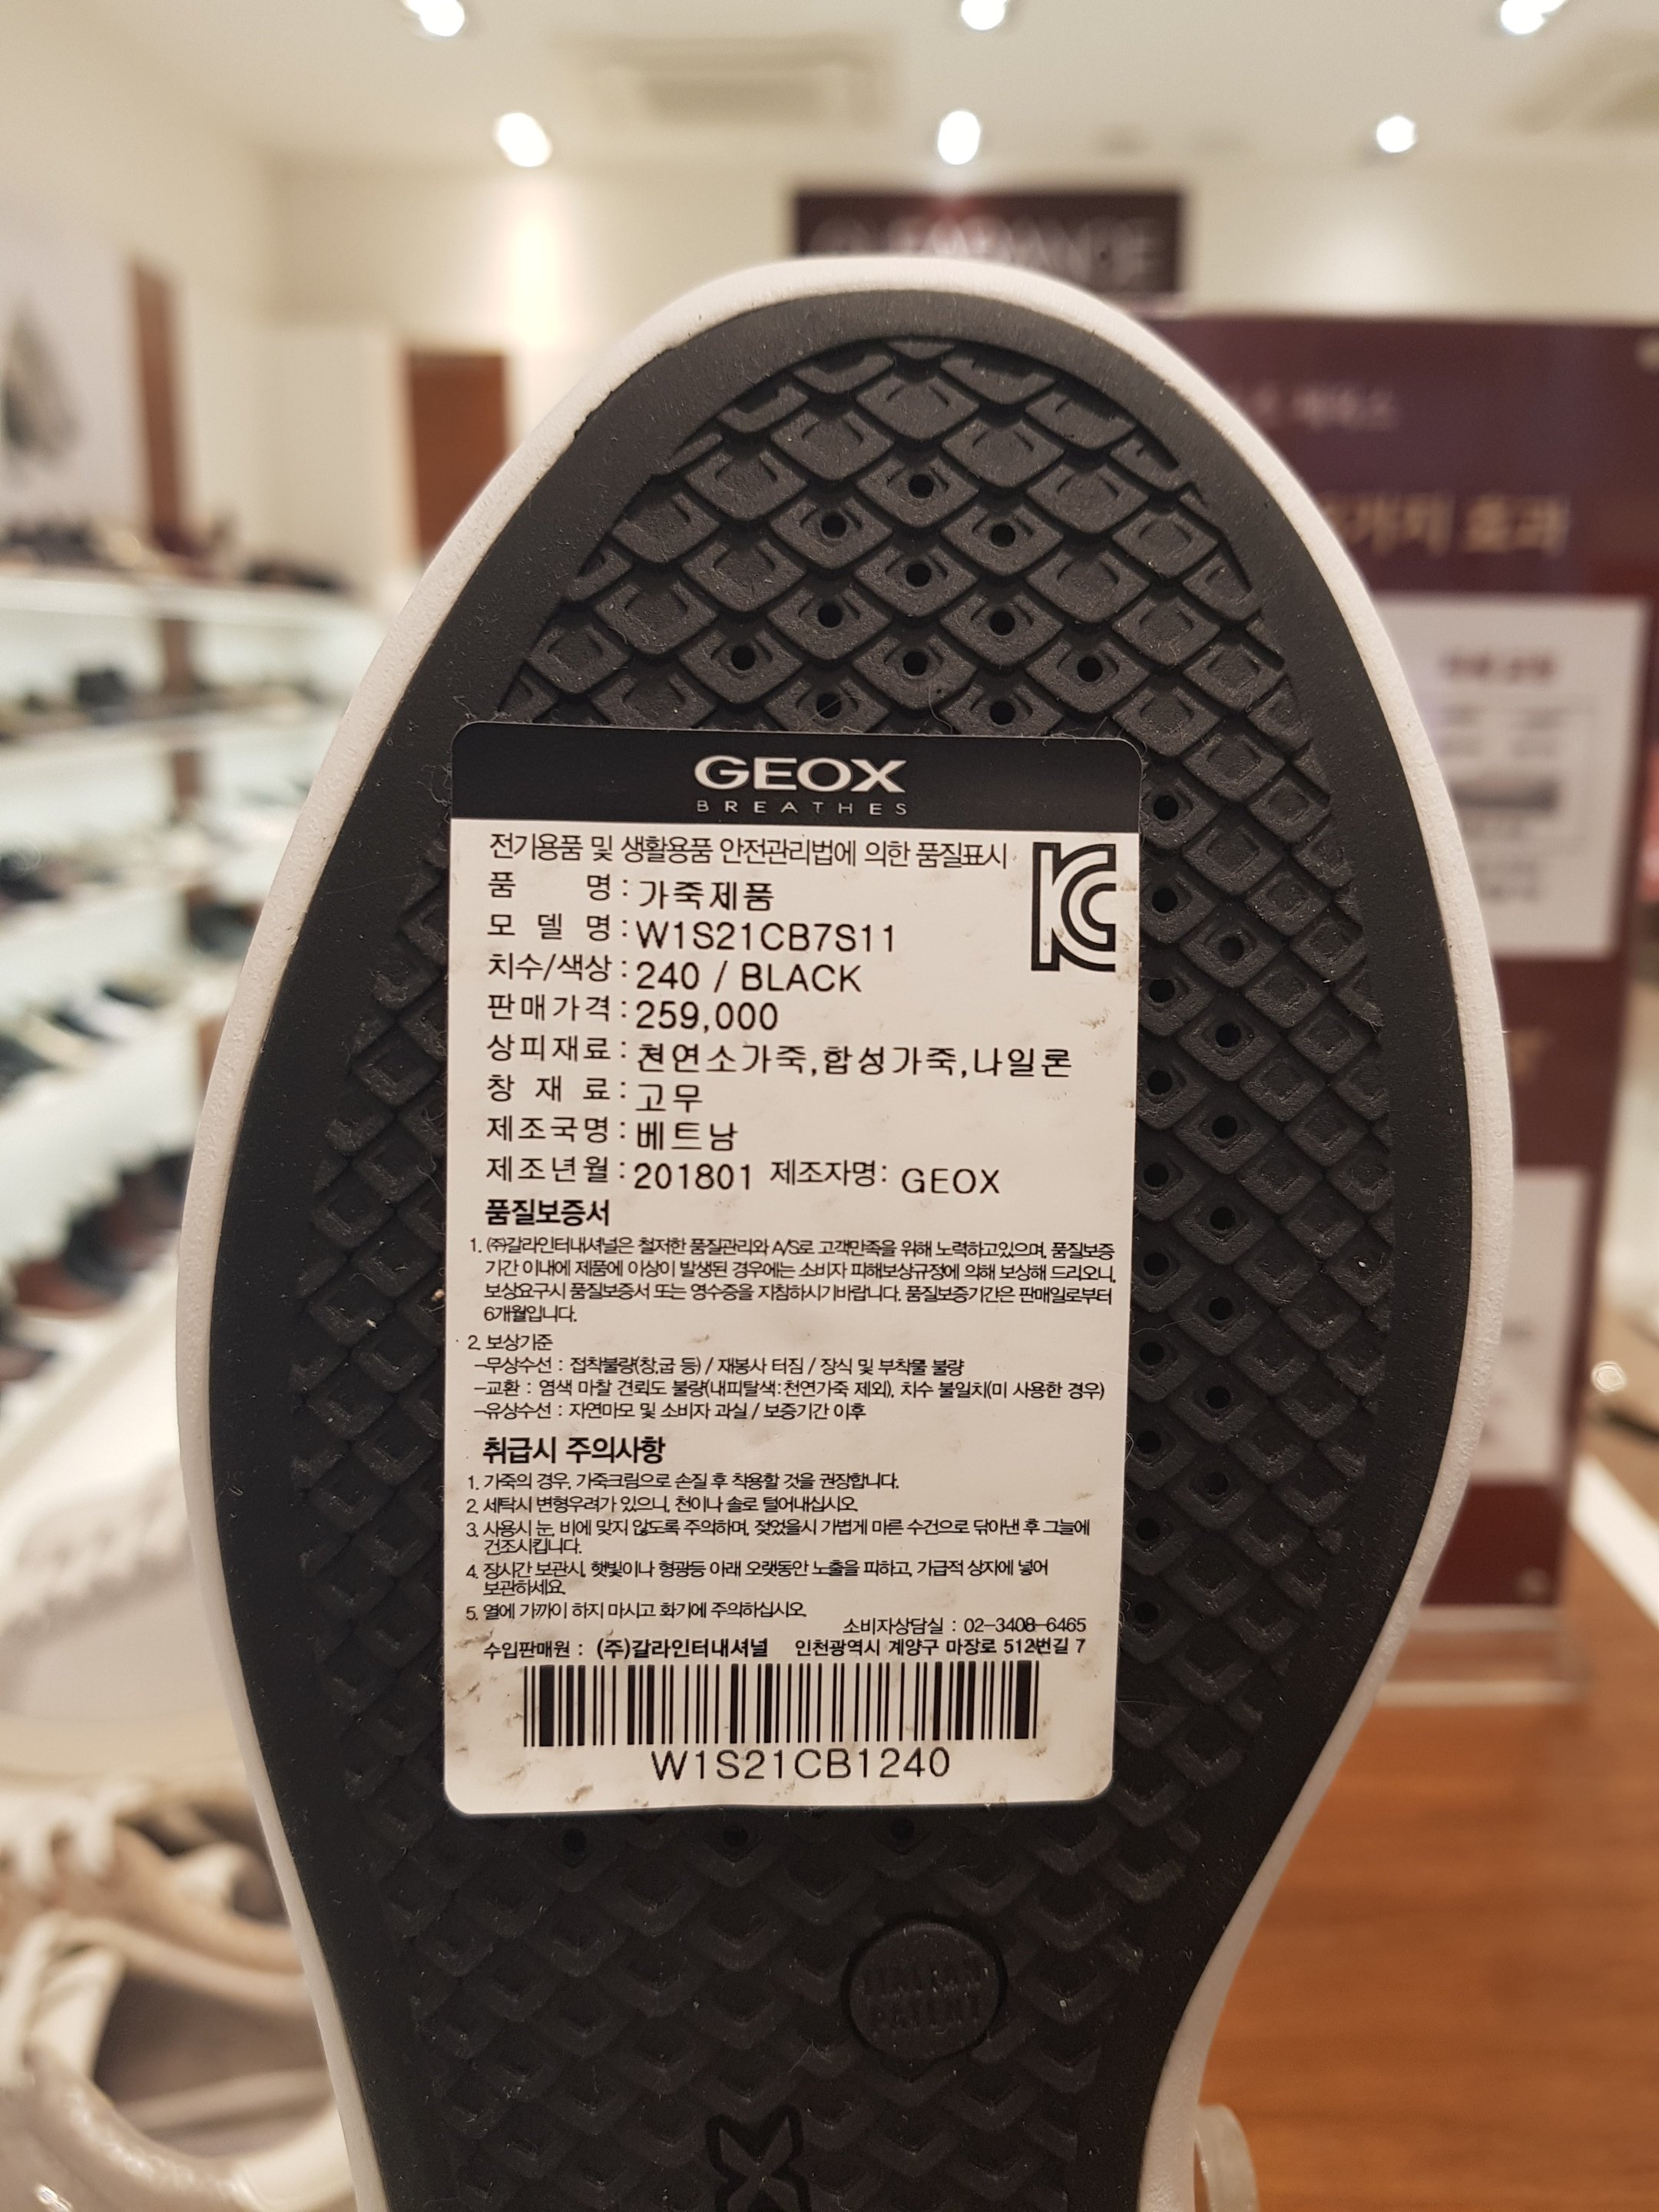 GEOX
BREATHES
전기용품 및 생활용품 안전관리법에 의한 품질표시
품 명 : 가죽제품
모 델 명 : W1S21CB7S11
치수/색상 : 240 / BLACK
판매가격 : 259,000
상피재료 : 천연소가죽,합성가죽,나일론
창 재 료 : 고무
제조국명 : 베트남
제조년월 : 201801 제조자명: GEOX
품질보증서
1. ㈜갈라인터내셔널은 철저한 품질관리와 A/S로 고객만족을 위해 노력하고있으며, 품질보증
기간 이내에 제품에 이상이 발생된 경우에는 소비자 피해보상규정에 의해 보상해 드리오니,
보상요구시 품질보증서 또는 영수증을 지참하시기바랍니다. 품질보증기간은 판매일로부터
6개월입니다.
2. 보상기준
-무상수선 : 접착불량(창,굽 등) / 재봉사 터짐 / 장식 및 부착물 불량
-교환 : 염색 마찰 견뢰도 불량(내피탈색:천연가죽 제외), 치수 불일치(미 사용한 경우)
-유상수선 : 자연마모 및 소비자 과실 / 보증기간 이후
취급시 주의사항
1. 가죽의 경우, 가죽크림으로 손질 후 착용할 것을 권장합니다.
2. 세탁시 변형우려가 있으니, 천이나 솔로 털어내십시오.
3. 사용시 눈, 비에 맞지 않도록 주의하며, 젖었을시 가볍게 마른 수건으로 닦아낸 후 그늘에
건조시킵니다.
4. 장시간 보관시, 햇빛이나 형광등 아래 오랫동안 노출을 피하고, 가급적 상자에 넣어
보관하세요.
5. 열에 가까이 하지 마시고 화기에 주의하십시오.
소비자상담실 : 02-3408-6465
수입판매원 : (주)갈라인터내셔널 인천광역시 계양구 마장로 512번길 7
W1S21CB1240
ITALIAN
PATENT
효과